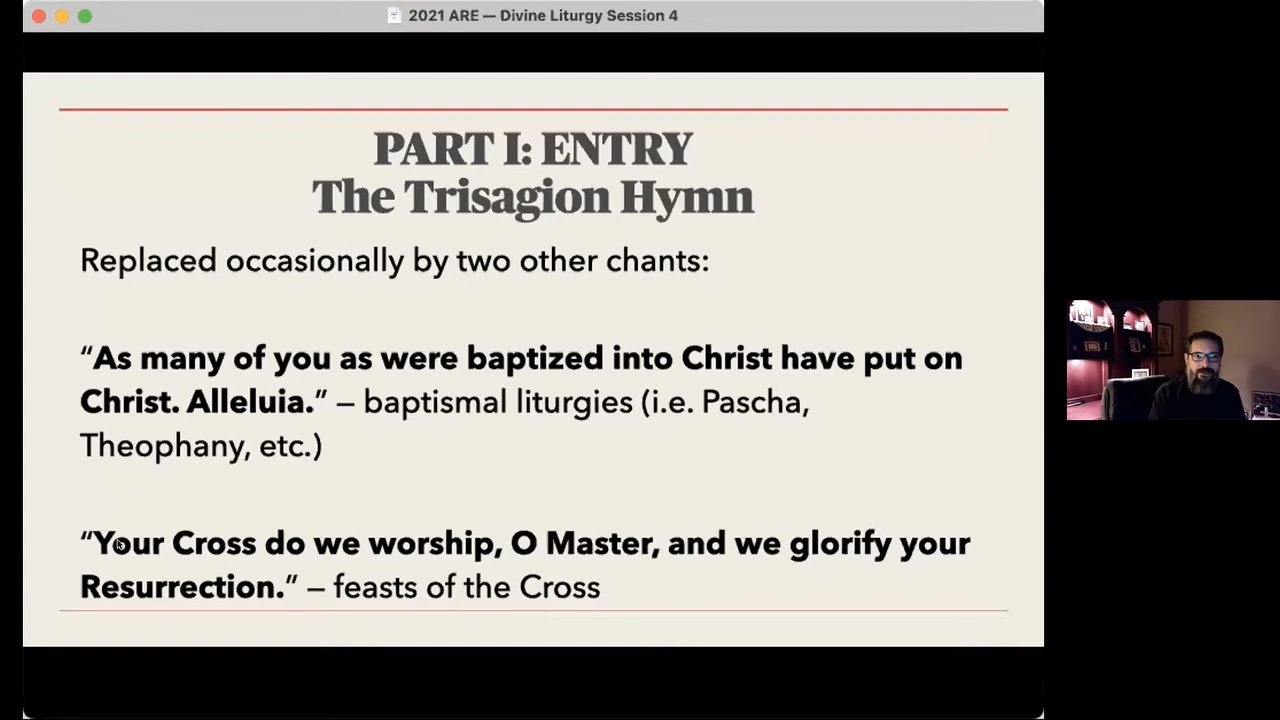 2021 ARE — Divine Liturgy Session 4
PART I: ENTRY
The Trisagion Hymn
Replaced occasionally by two other chants:
“As many of you as were baptized into Christ have put on
Christ. Alleluia.” – baptismal liturgies (i.e. Pascha,
Theophany, etc.)
“Your Cross do we worship, O Master, and we glorify your
Resurrection.” – feasts of the Cross